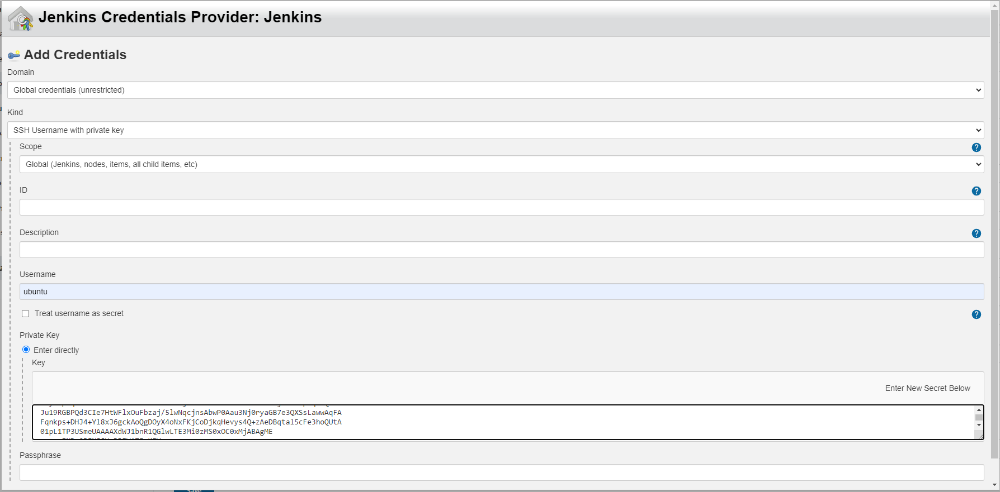 Jenkins Credentials Provider: Jenkins
Add Credentials
Domain
Global credentials (unrestricted)
Kind
SSH Username with private key
Scope
Global (Jenkins, nodes, items, all child items, etc)
ID
Description
Username
ubuntu
Treat username as secret
Private Key
Enter directly
Key
Enter New Secret Below
Ju19RGBPQd3CIe7HtWFlxOuFbzaj/5lwNqcjnsAbwP0Aau3Nj0ryaGB7e3QXSsLawwAqFA
Fqnkps+DHJ4+Yl8xJ6gckAoQgDOyX4oNxFKjCoDjkqHevys4Q+zAeDBqtal5cFe3hoQUtA
01pL1TP3USmeUAAAAXdWJ1bnR1QGlwLTE3Mi0zMS0xOC0xMjABAgME
Passphrase